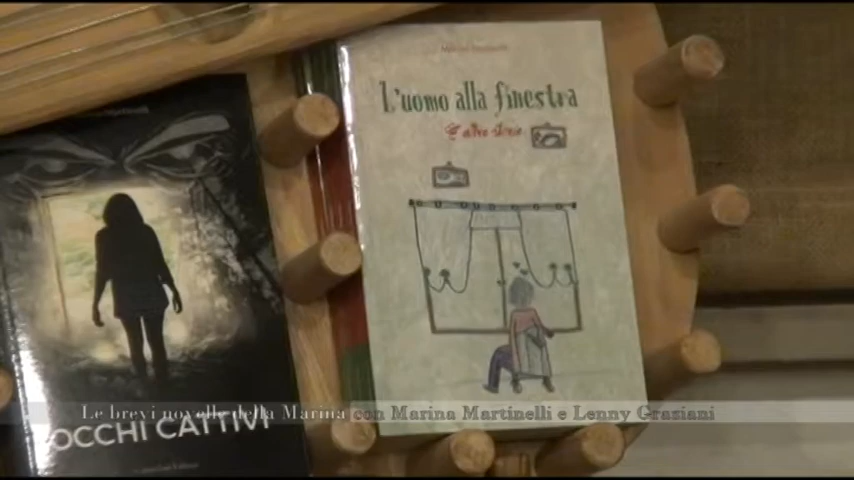 L'uomo alla finestra
& altre storie
OCCHI CATTIVI
Le brevi novelle della Marina con Marina Martinelli e Lenny Graziani